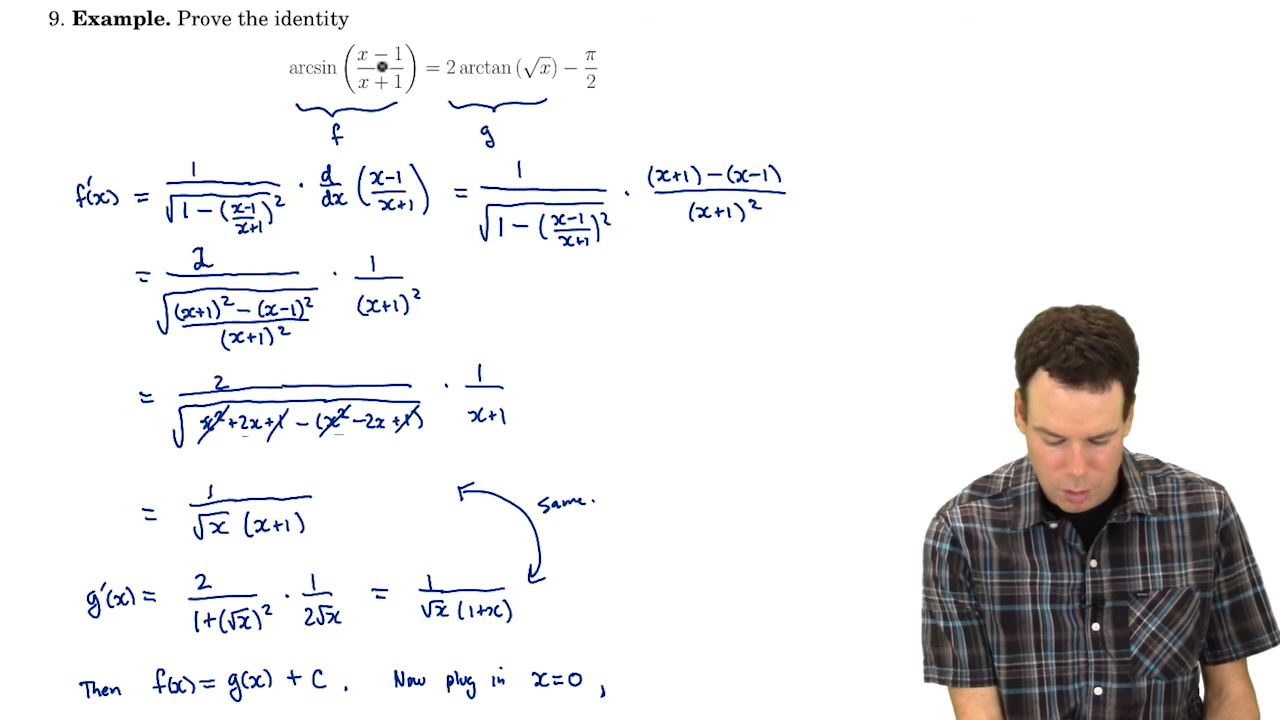 9. Example. Prove the identity
arcsin ( (x − 1)/(x + 1) ) = 2 arctan (√x) − π/2
f g
f'(x) = 1/√(1 − ((x−1)/(x+1))²) · d/dx ((x−1)/(x+1)) = 1/√(1 − ((x−1)/(x+1))²) · ((x+1) − (x−1))/(x+1)²
= 2/√(((x+1)² − (x−1)²)/(x+1)²) · 1/(x+1)²
= 2/√(x² + 2x + 1 − (x² − 2x + 1)) · 1/(x+1)
= 1/(√x (x+1))
same.
g'(x) = 2/(1+(√x)²) · 1/(2√x) = 1/(√x (1+x))
Then f(x) = g(x) + C. Now plug in x=0,